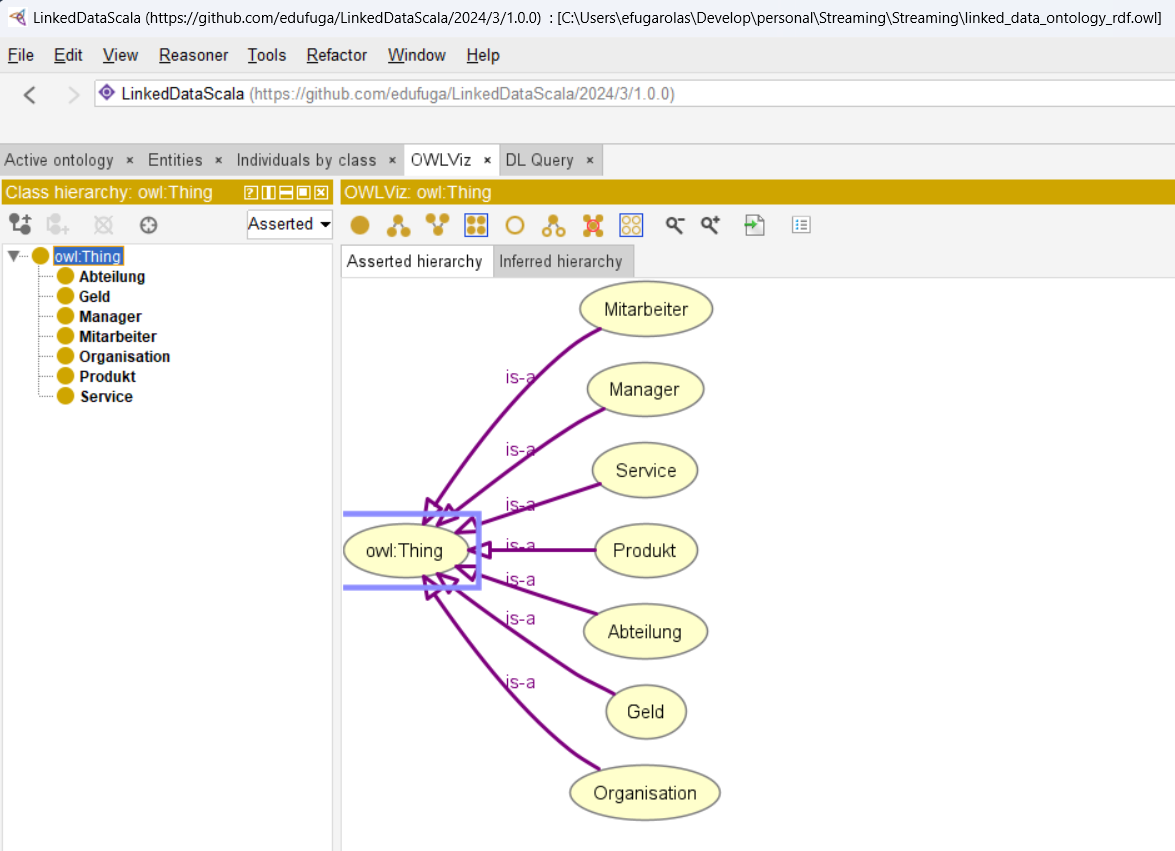 LinkedDataScala (https://github.com/edufuga/LinkedDataScala/2024/3/1.0.0) : [C:\Users\efugarolas\Develop\personal\Streaming\Streaming\linked_data_ontology_rdf.owl]
File Edit View Reasoner Tools Refactor Window Help
LinkedDataScala (https://github.com/edufuga/LinkedDataScala/2024/3/1.0.0)
Active ontology × Entities × Individuals by class × OWLViz × DL Query ×
Class hierarchy: owl:Thing
Asserted
owl:Thing
Abteilung
Geld
Manager
Mitarbeiter
Organisation
Produkt
Service
OWLViz: owl:Thing
Asserted hierarchy Inferred hierarchy
Mitarbeiter
is-a
Manager
is-a
Service
is-a
owl:Thing
is-a
Produkt
is-a
Abteilung
is-a
Geld
is-a
Organisation